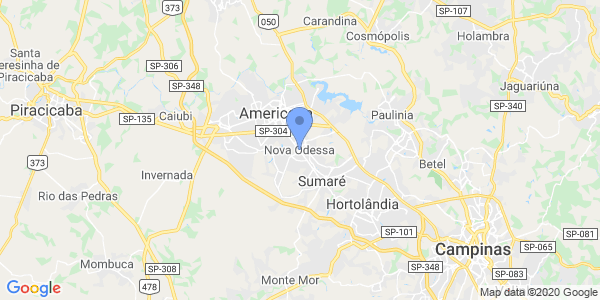 373
050
Carandina
SP-107
Cosmópolis
Holambra
Santa
Teresinha de
Piracicaba
SP-306
SP-348
Jaguariúna
SP-340
Piracicaba
SP-135
Caiubi
Americana
SP-304
Paulinia
Nova Odessa
Betel
373
Invernada
Sumaré
Rio das Pedras
Hortolândia
SP-101
SP-081
Campinas
SP-065
Mombuca
SP-308
SP-348
SP-083
478
Monte Mor
Google
Map data ©2020 Google